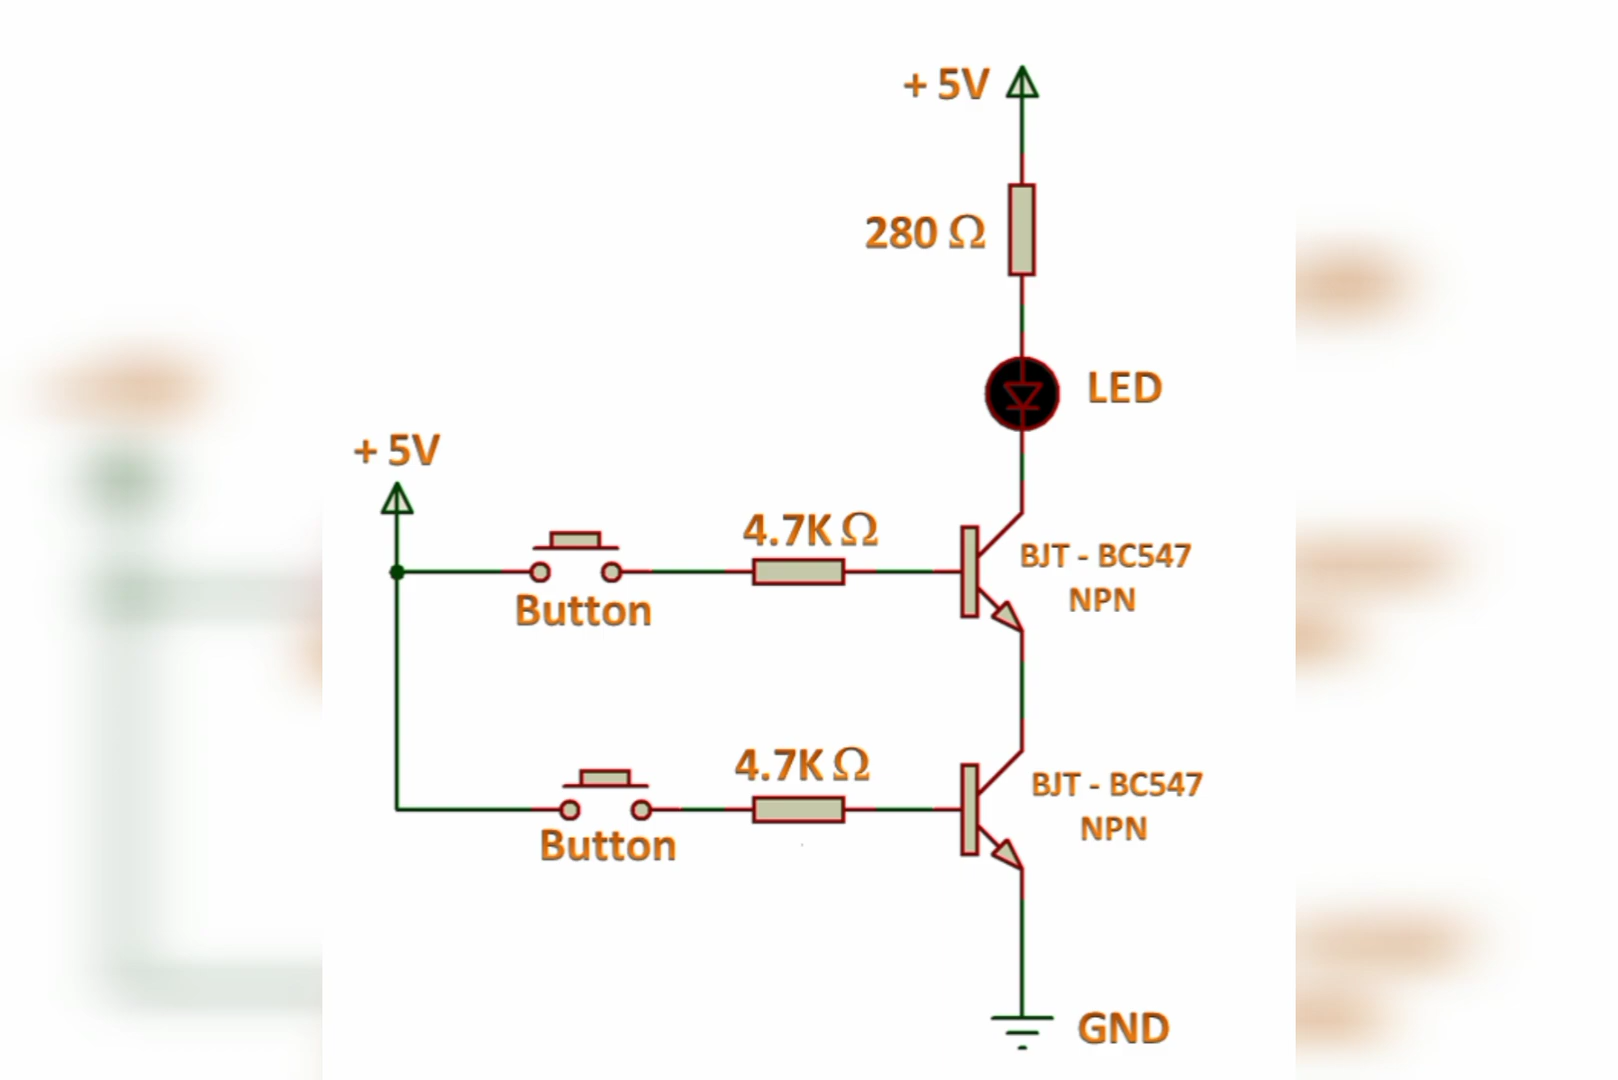 + 5V
280 Ω
LED
+ 5V
4.7K Ω
BJT - BC547
NPN
Button
4.7K Ω
BJT - BC547
NPN
Button
GND